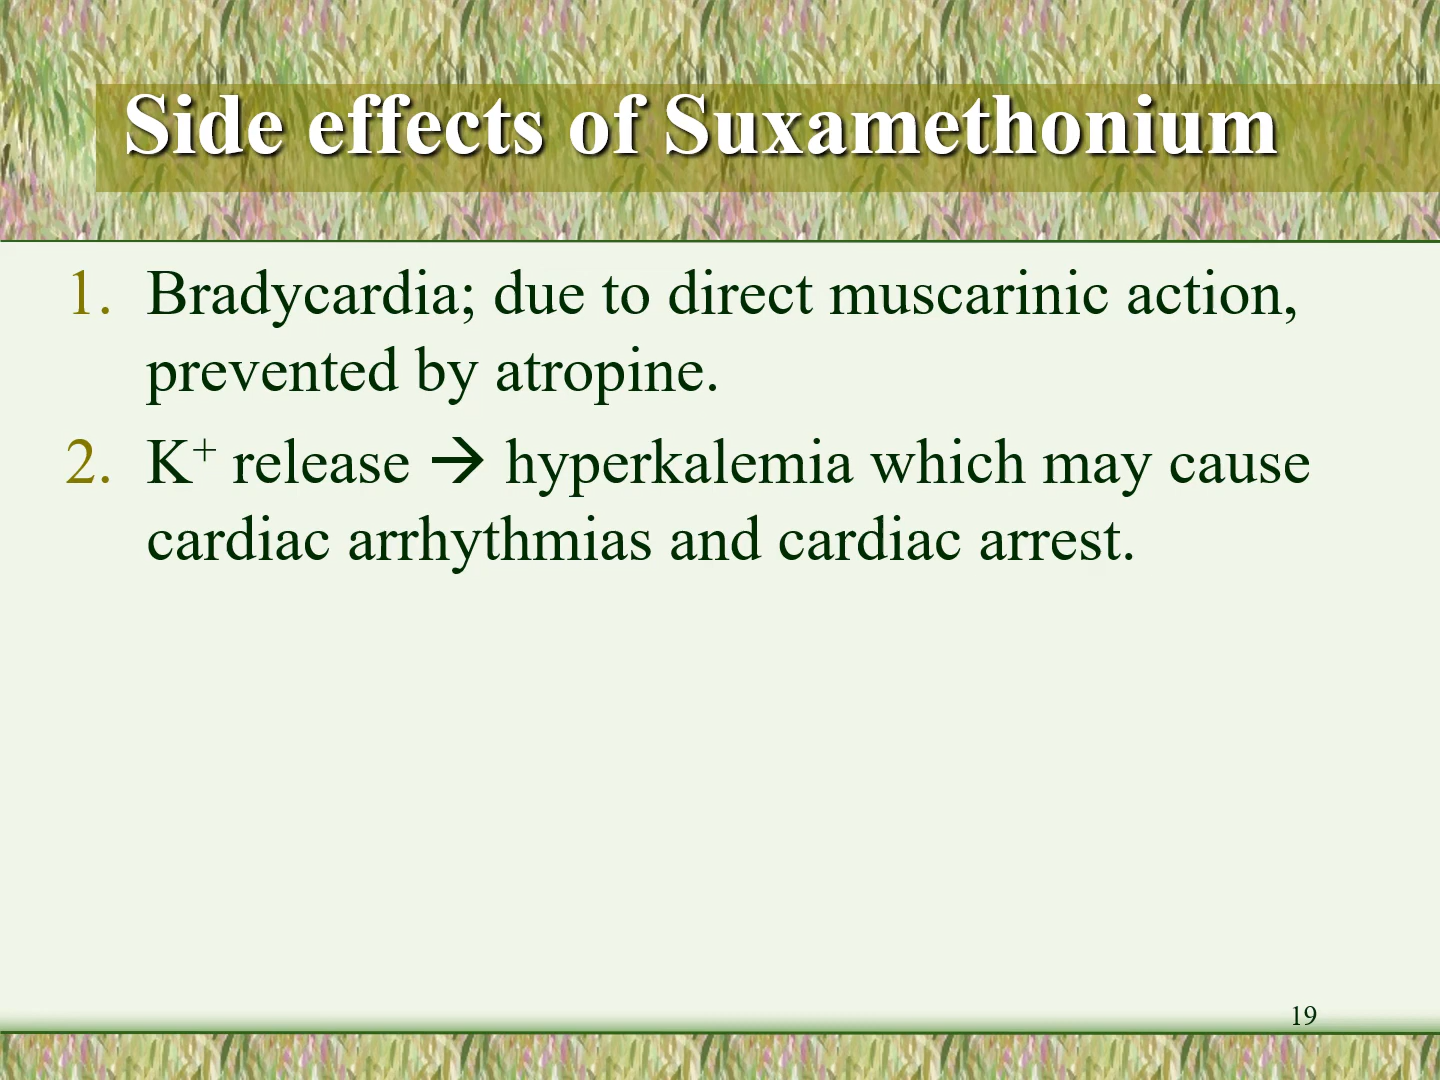 Side effects of Suxamethonium
1. Bradycardia; due to direct muscarinic action,
prevented by atropine.
2. K⁺ release → hyperkalemia which may cause
cardiac arrhythmias and cardiac arrest.
19